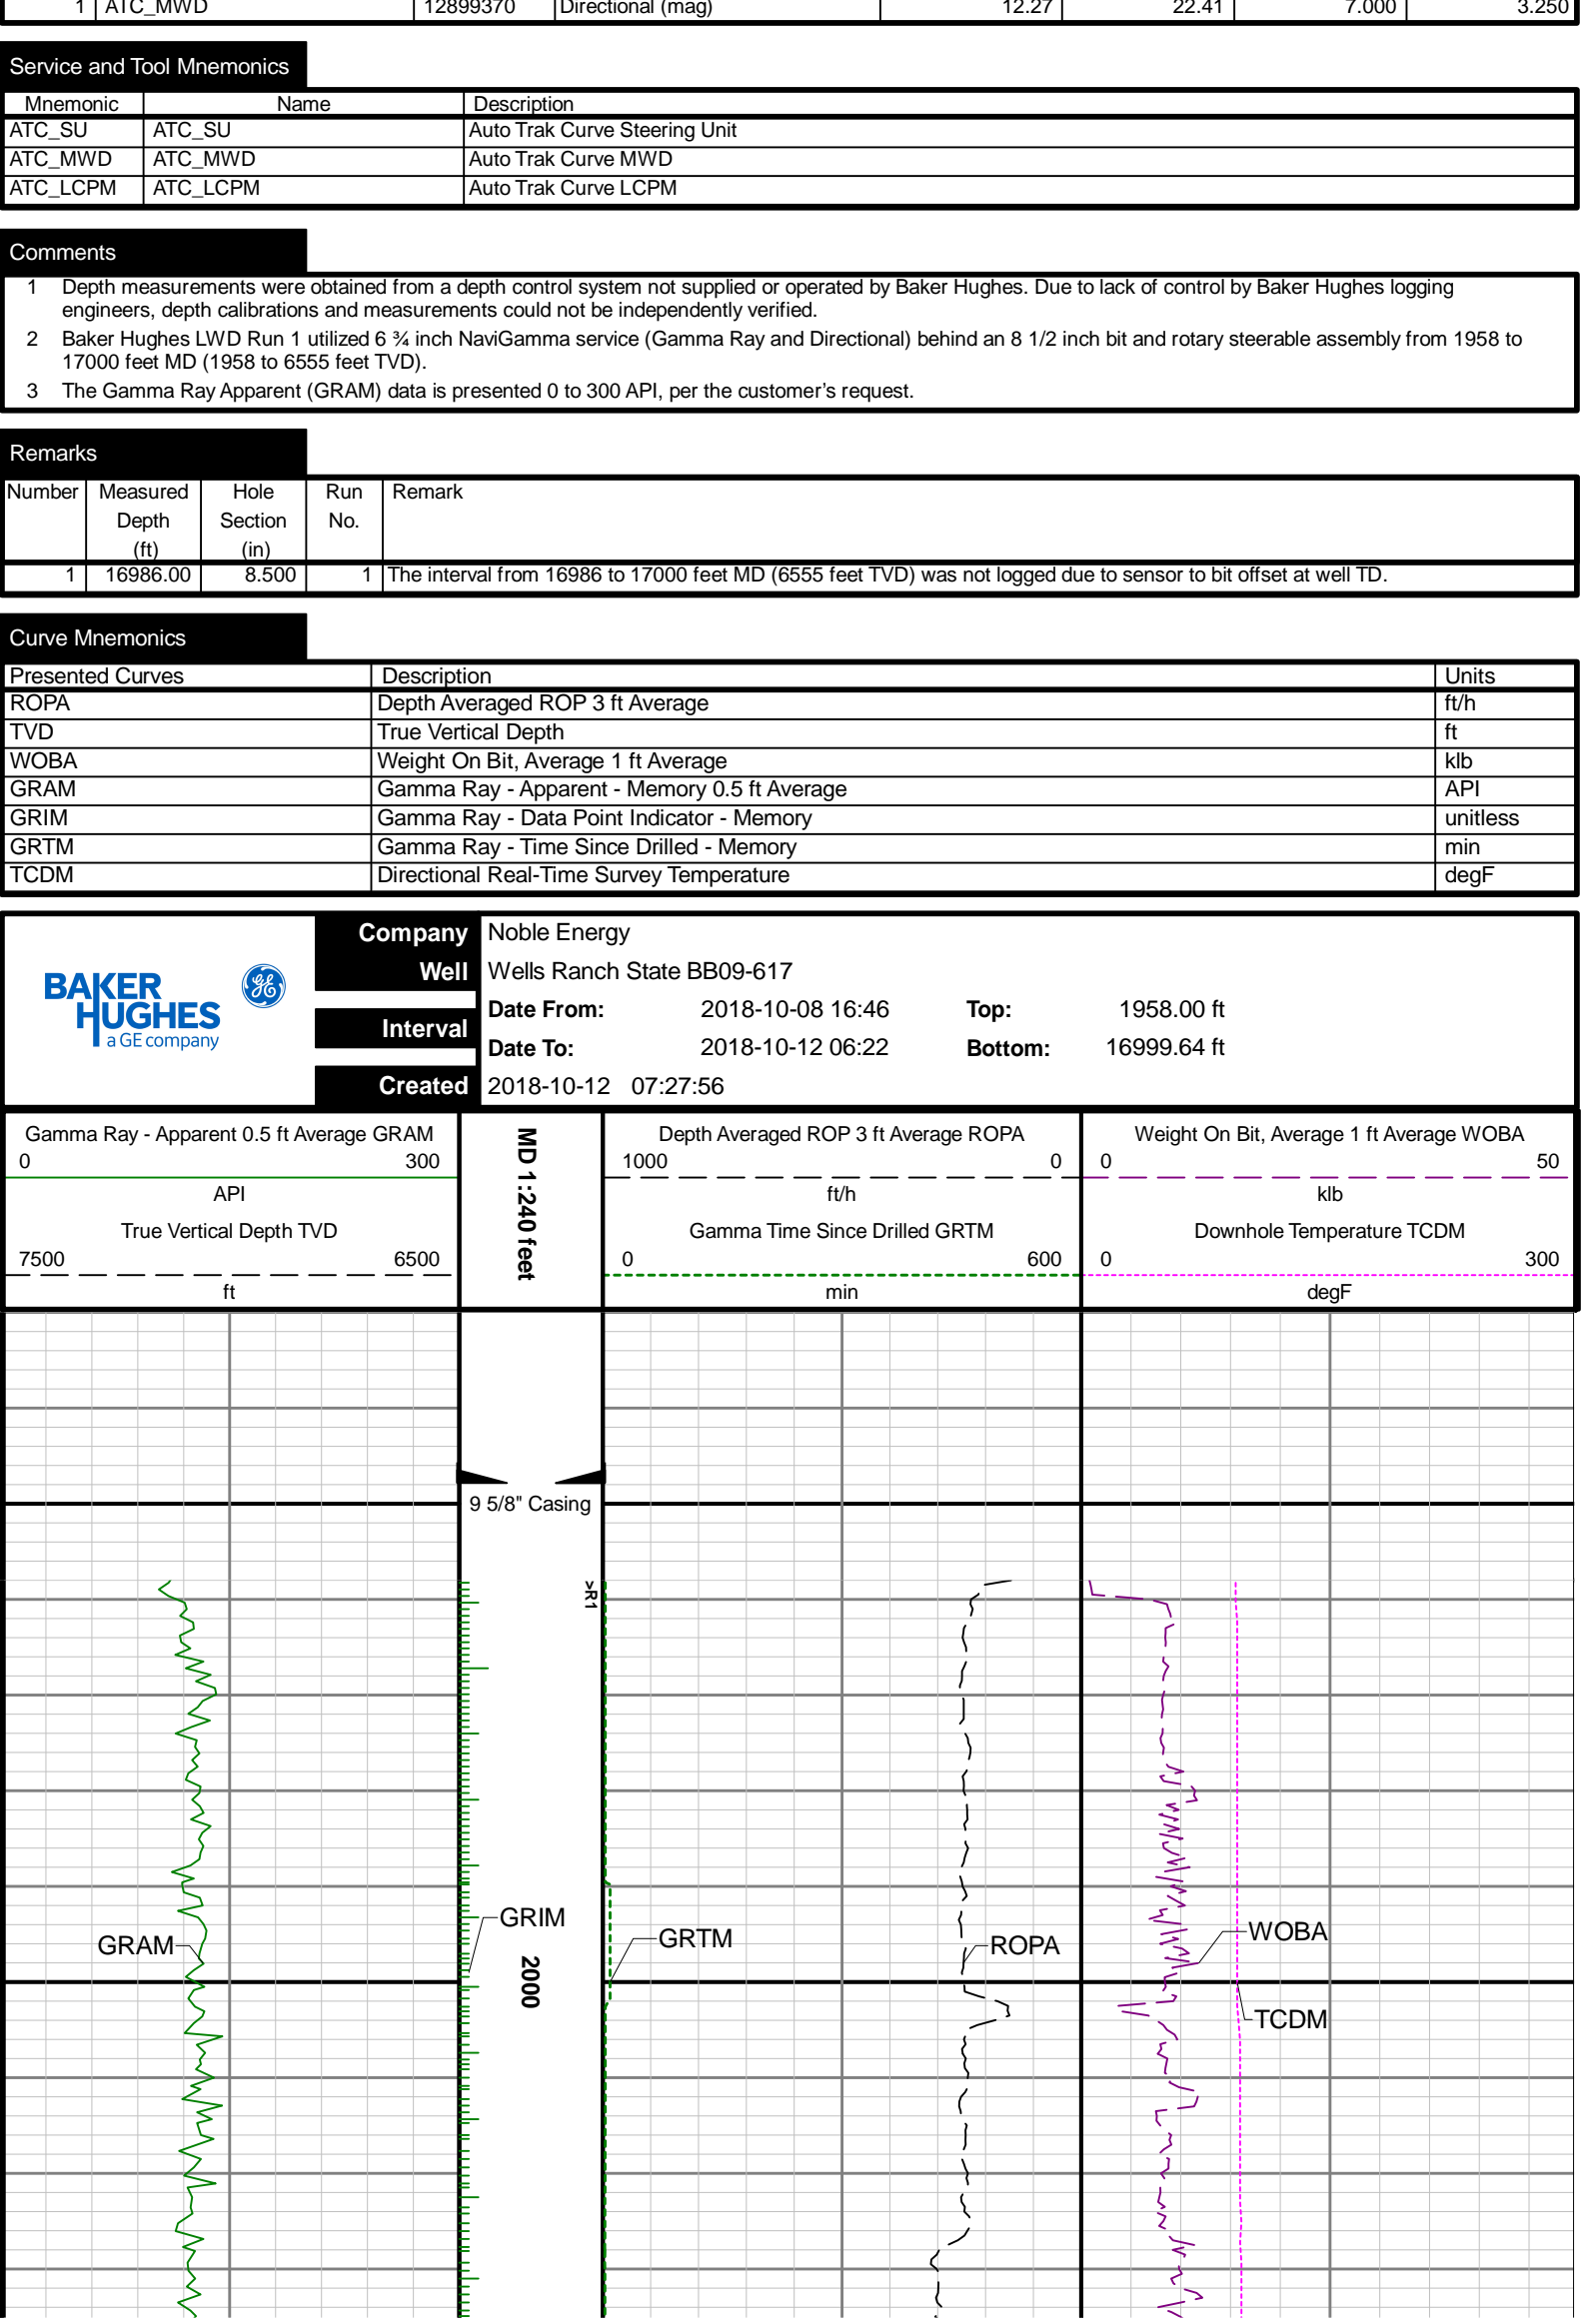 1 ATC_MWD 12899370 Directional (mag) 12.27 22.41 7.000 3.250
Service and Tool Mnemonics
Mnemonic Name Description
ATC_SU ATC_SU Auto Trak Curve Steering Unit
ATC_MWD ATC_MWD Auto Trak Curve MWD
ATC_LCPM ATC_LCPM Auto Trak Curve LCPM
Comments
1 Depth measurements were obtained from a depth control system not supplied or operated by Baker Hughes. Due to lack of control by Baker Hughes logging
engineers, depth calibrations and measurements could not be independently verified.
2 Baker Hughes LWD Run 1 utilized 6 ¾ inch NaviGamma service (Gamma Ray and Directional) behind an 8 1/2 inch bit and rotary steerable assembly from 1958 to
17000 feet MD (1958 to 6555 feet TVD).
3 The Gamma Ray Apparent (GRAM) data is presented 0 to 300 API, per the customer's request.
Remarks
Number Measured Hole Run Remark
Depth Section No.
(ft) (in)
1 16986.00 8.500 1 The interval from 16986 to 17000 feet MD (6555 feet TVD) was not logged due to sensor to bit offset at well TD.
Curve Mnemonics
Presented Curves Description Units
ROPA Depth Averaged ROP 3 ft Average ft/h
TVD True Vertical Depth ft
WOBA Weight On Bit, Average 1 ft Average klb
GRAM Gamma Ray - Apparent - Memory 0.5 ft Average API
GRIM Gamma Ray - Data Point Indicator - Memory unitless
GRTM Gamma Ray - Time Since Drilled - Memory min
TCDM Directional Real-Time Survey Temperature degF
BAKER
HUGHES
a GE company
GE
Company Noble Energy
Well Wells Ranch State BB09-617
Interval
Date From: 2018-10-08 16:46 Top: 1958.00 ft
Date To: 2018-10-12 06:22 Bottom: 16999.64 ft
Created 2018-10-12 07:27:56
Gamma Ray - Apparent 0.5 ft Average GRAM
0 300
API
True Vertical Depth TVD
7500 6500
ft
MD 1:240 feet
Depth Averaged ROP 3 ft Average ROPA
1000 0
ft/h
Gamma Time Since Drilled GRTM
0 600
min
Weight On Bit, Average 1 ft Average WOBA
0 50
klb
Downhole Temperature TCDM
0 300
degF
9 5/8" Casing
>R1
GRIM
WOBA
GRTM
GRAM
ROPA
2000
TCDM